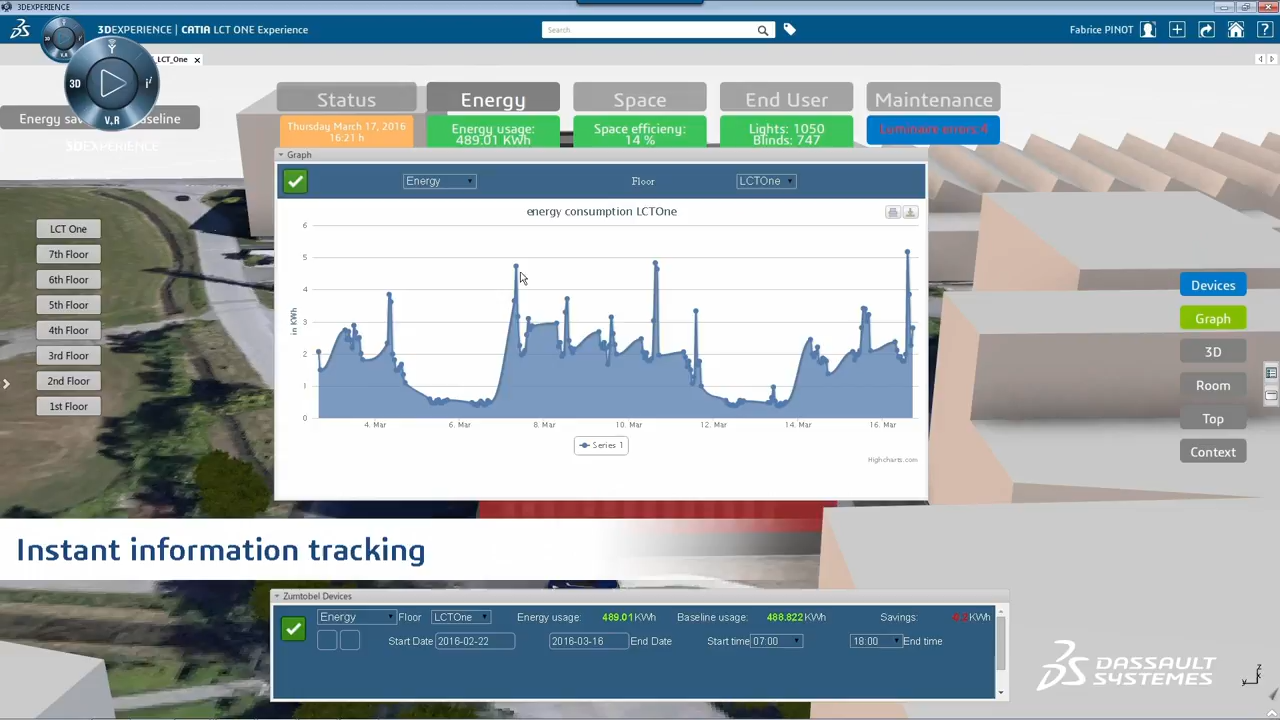 3DEXPERIENCE
3DEXPERIENCE | CATIA LCT ONE Experience
Search
Fabrice PINOT
LCT_One
3D
V,R
Energy
3DEXPERIENCE
Status
Energy
Space
End User
Maintenance
Thursday March 17, 2016
16:21 h
Energy usage:
489.01 KWh
Space efficieny:
14 %
Lights: 1050
Blinds: 747
Luminare errors 4
Graph
Energy
Floor
LCTOne
energy consumption LCTOne
6
5
4
3
2
1
0
in KWh
4. Mar
6. Mar
8. Mar
10. Mar
12. Mar
14. Mar
16. Mar
Series 1
Highcharts.com
LCT One
7th Floor
6th Floor
5th Floor
4th Floor
3rd Floor
2nd Floor
1st Floor
Devices
Graph
3D
Room
Top
Context
Instant information tracking
Zumtobel Devices
Energy Floor LCTOne Energy usage: 489.01 KWh Baseline usage: 488.822 KWh Savings: KWh
Start Date 2016-02-22 2016-03-16 End Date Start time 07:00 18:00 End time
DASSAULT
SYSTEMES